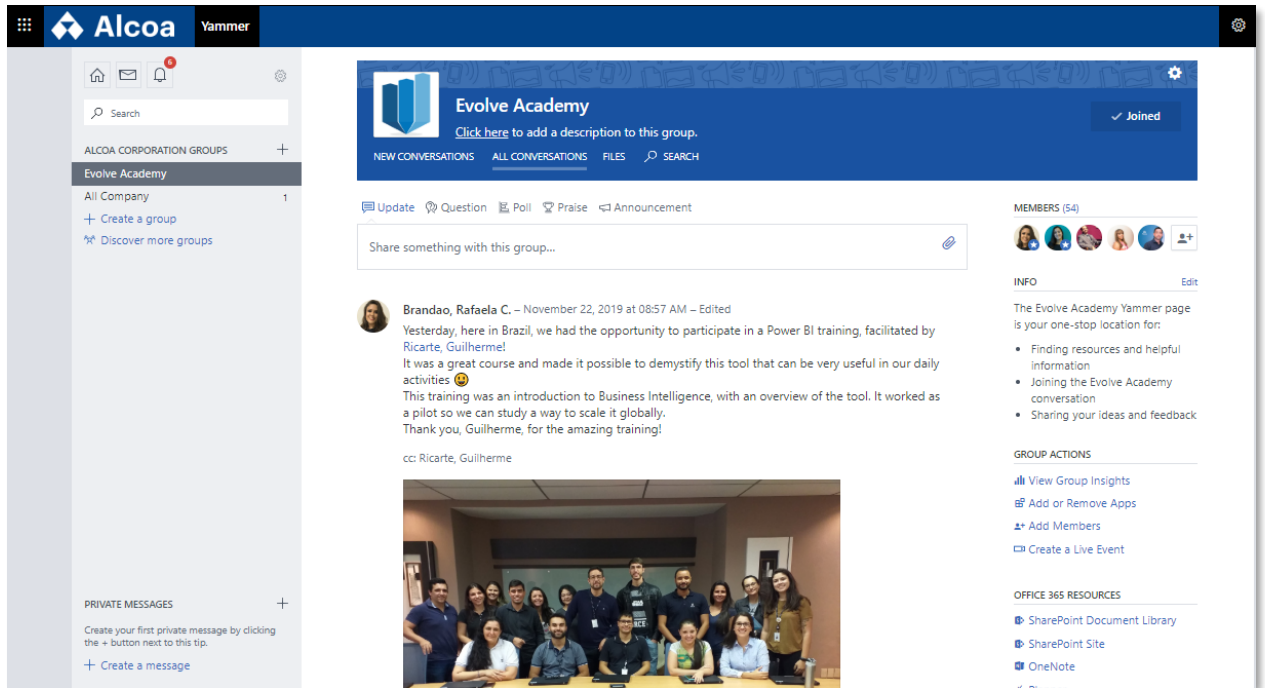 Alcoa
Yammer
6
Search
ALCOA CORPORATION GROUPS
Evolve Academy
All Company 1
Create a group
Discover more groups
PRIVATE MESSAGES
Create your first private message by clicking
the + button next to this tip.
Create a message
Evolve Academy
Click here to add a description to this group.
Joined
NEW CONVERSATIONS ALL CONVERSATIONS FILES SEARCH
Update Question Poll Praise Announcement
Share something with this group...
Brandao, Rafaela C. – November 22, 2019 at 08:57 AM – Edited
Yesterday, here in Brazil, we had the opportunity to participate in a Power BI training, facilitated by
Ricarte, Guilherme!
It was a great course and made it possible to demystify this tool that can be very useful in our daily
activities 😃
This training was an introduction to Business Intelligence, with an overview of the tool. It worked as
a pilot so we can study a way to scale it globally.
Thank you, Guilherme, for the amazing training!
cc: Ricarte, Guilherme
MEMBERS (54)
INFO Edit
The Evolve Academy Yammer page
is your one-stop location for:
• Finding resources and helpful
information
• Joining the Evolve Academy
conversation
• Sharing your ideas and feedback
GROUP ACTIONS
View Group Insights
Add or Remove Apps
Add Members
Create a Live Event
OFFICE 365 RESOURCES
SharePoint Document Library
SharePoint Site
OneNote